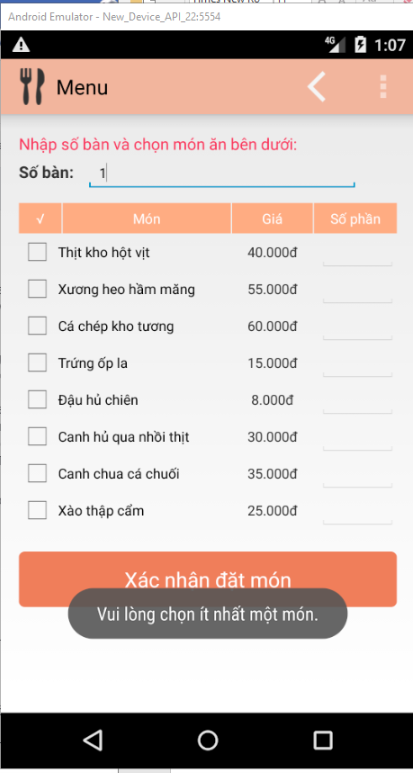 Android Emulator - New_Device_API_22:5554
4G 1:07
Menu
Nhập số bàn và chọn món ăn bên dưới:
Số bàn: 1
√ Món Giá Số phần
Thịt kho hột vịt 40.000đ
Xương heo hầm măng 55.000đ
Cá chép kho tương 60.000đ
Trứng ốp la 15.000đ
Đậu hủ chiên 8.000đ
Canh hủ qua nhồi thịt 30.000đ
Canh chua cá chuối 35.000đ
Xào thập cẩm 25.000đ
Xác nhận đặt món
Vui lòng chọn ít nhất một món.